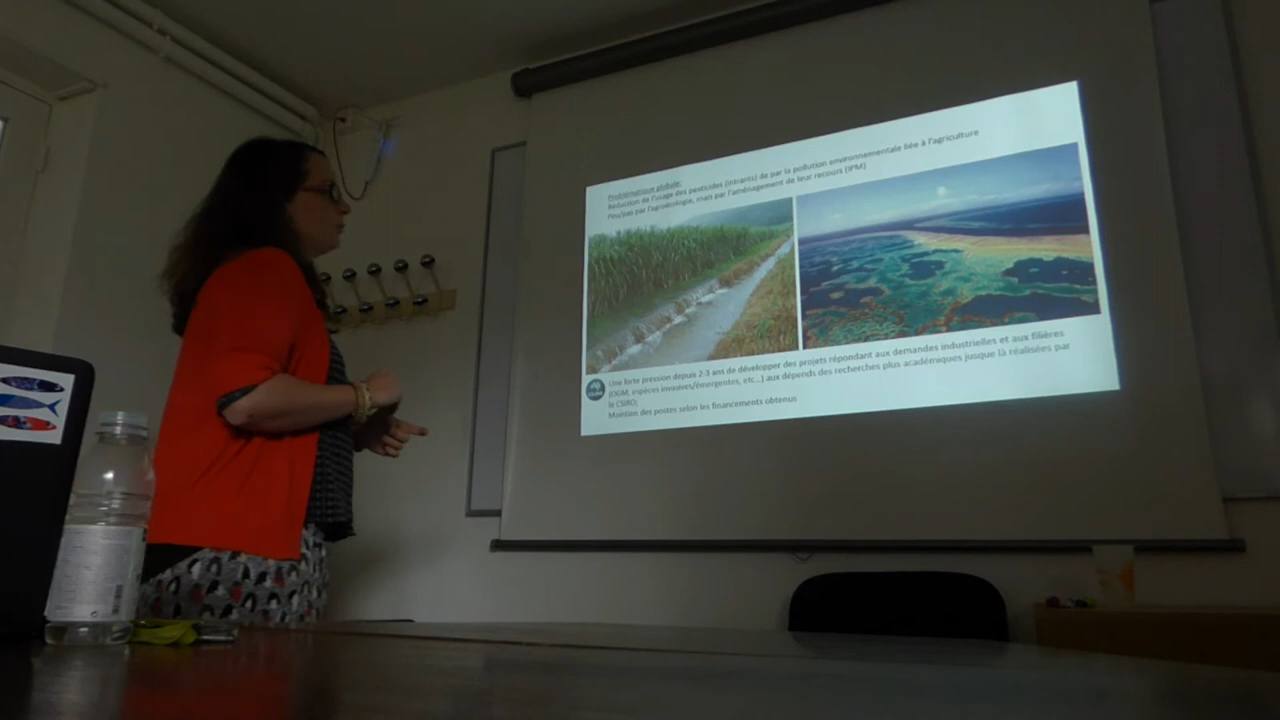 Problématique globale:
Réduction de l'usage des pesticides (intrants) de par la pollution environnementale liée à l'agriculture
Peu/pas par l'agroécologie, mais par l'aménagement de leur recours (IPM)
Une forte pression depuis 2-3 ans de développer des projets répondant aux demandes industrielles et aux filières
(OGM, espèces invasives/émergentes, etc...) aux dépends des recherches plus académiques jusque là réalisées par
le CSIRO;
Maintien des postes selon les financements obtenus